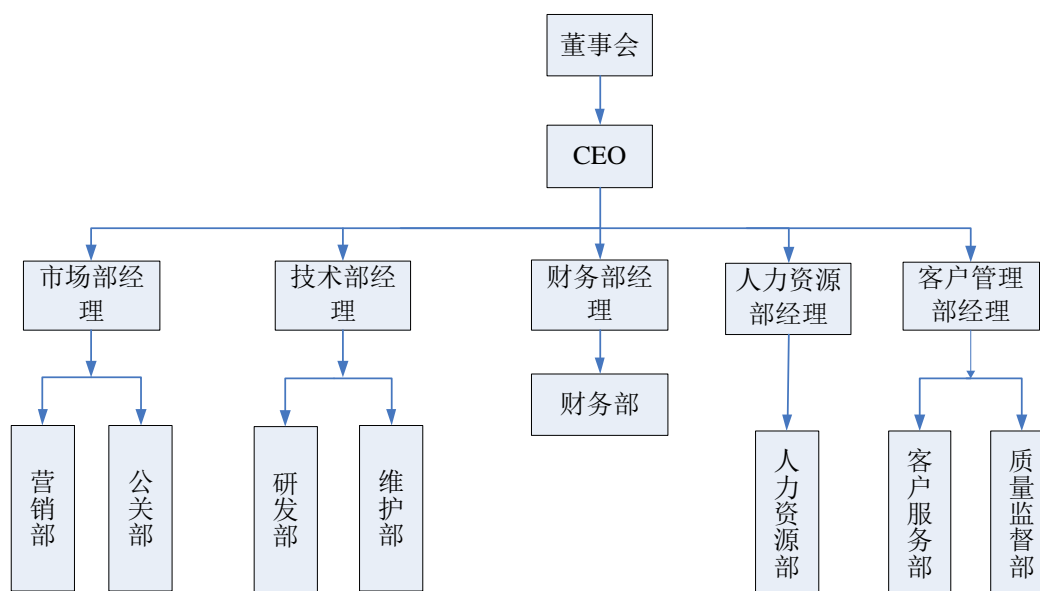 董事会
CEO
市场部经
理
技术部经
理
财务部经
理
人力资源
部经理
客户管理
部经理
财务部
营销部
公关部
研发部
维护部
人力资源部
客户服务部
质量监督部